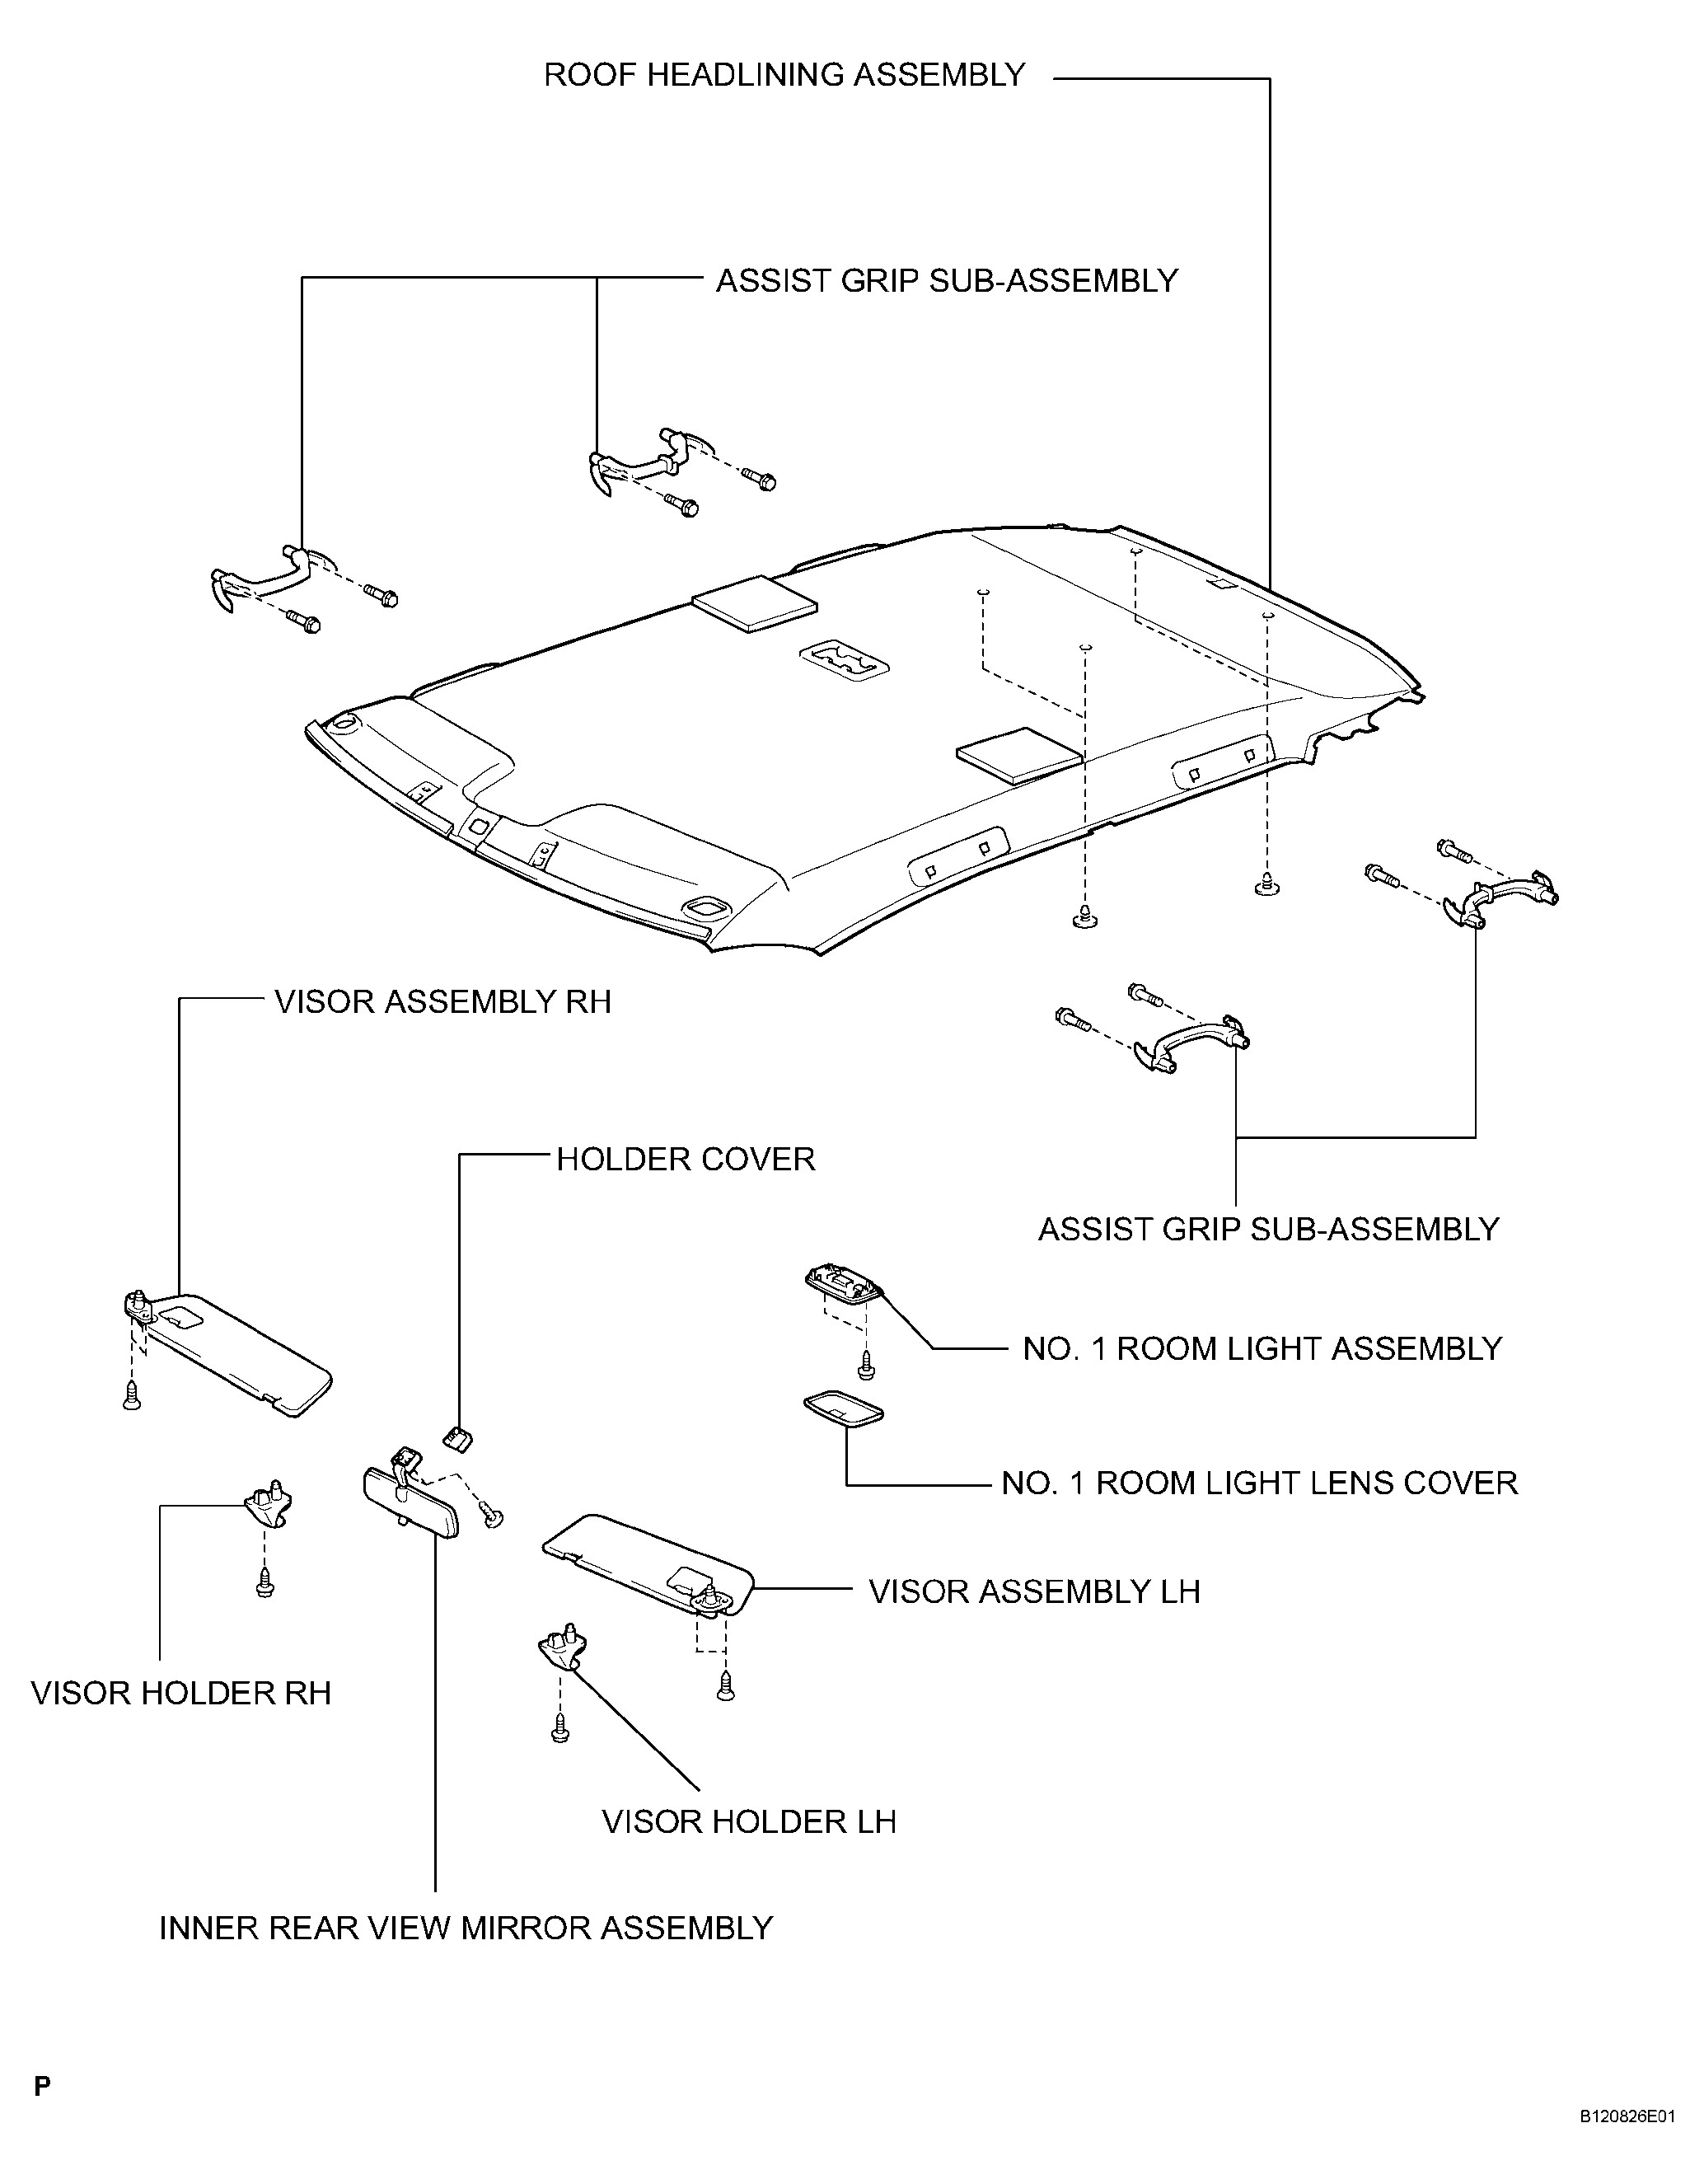 ROOF HEADLINING ASSEMBLY
ASSIST GRIP SUB-ASSEMBLY
VISOR ASSEMBLY RH
HOLDER COVER
ASSIST GRIP SUB-ASSEMBLY
NO. 1 ROOM LIGHT ASSEMBLY
NO. 1 ROOM LIGHT LENS COVER
VISOR ASSEMBLY LH
VISOR HOLDER RH
VISOR HOLDER LH
INNER REAR VIEW MIRROR ASSEMBLY
P
B120826E01